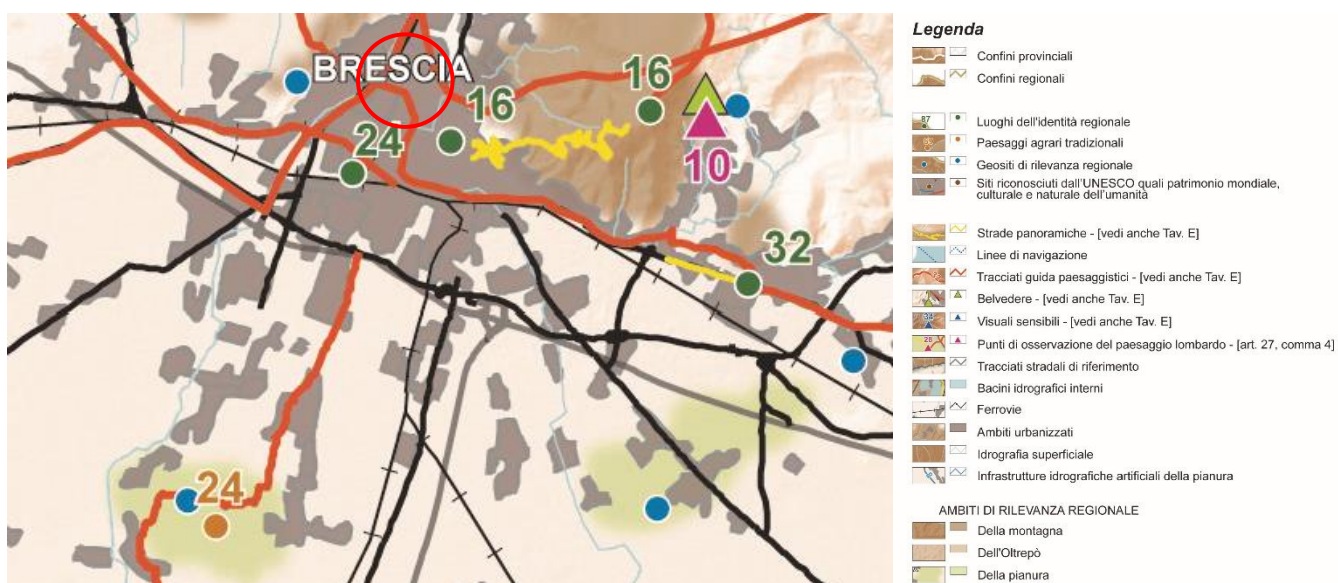 BRESCIA
16
16
24
10
32
24
Legenda
Confini provinciali
Confini regionali
Luoghi dell'identità regionale
Paesaggi agrari tradizionali
Geositi di rilevanza regionale
Siti riconosciuti dall'UNESCO quali patrimonio mondiale,
culturale e naturale dell'umanità
Strade panoramiche - [vedi anche Tav. E]
Linee di navigazione
Tracciati guida paesaggistici - [vedi anche Tav. E]
Belvedere - [vedi anche Tav. E]
Visuali sensibili - [vedi anche Tav. E]
Punti di osservazione del paesaggio lombardo - [art. 27, comma 4]
Tracciati stradali di riferimento
Bacini idrografici interni
Ferrovie
Ambiti urbanizzati
Idrografia superficiale
Infrastrutture idrografiche artificiali della pianura
AMBITI DI RILEVANZA REGIONALE
Della montagna
Dell'Oltrepò
Della pianura